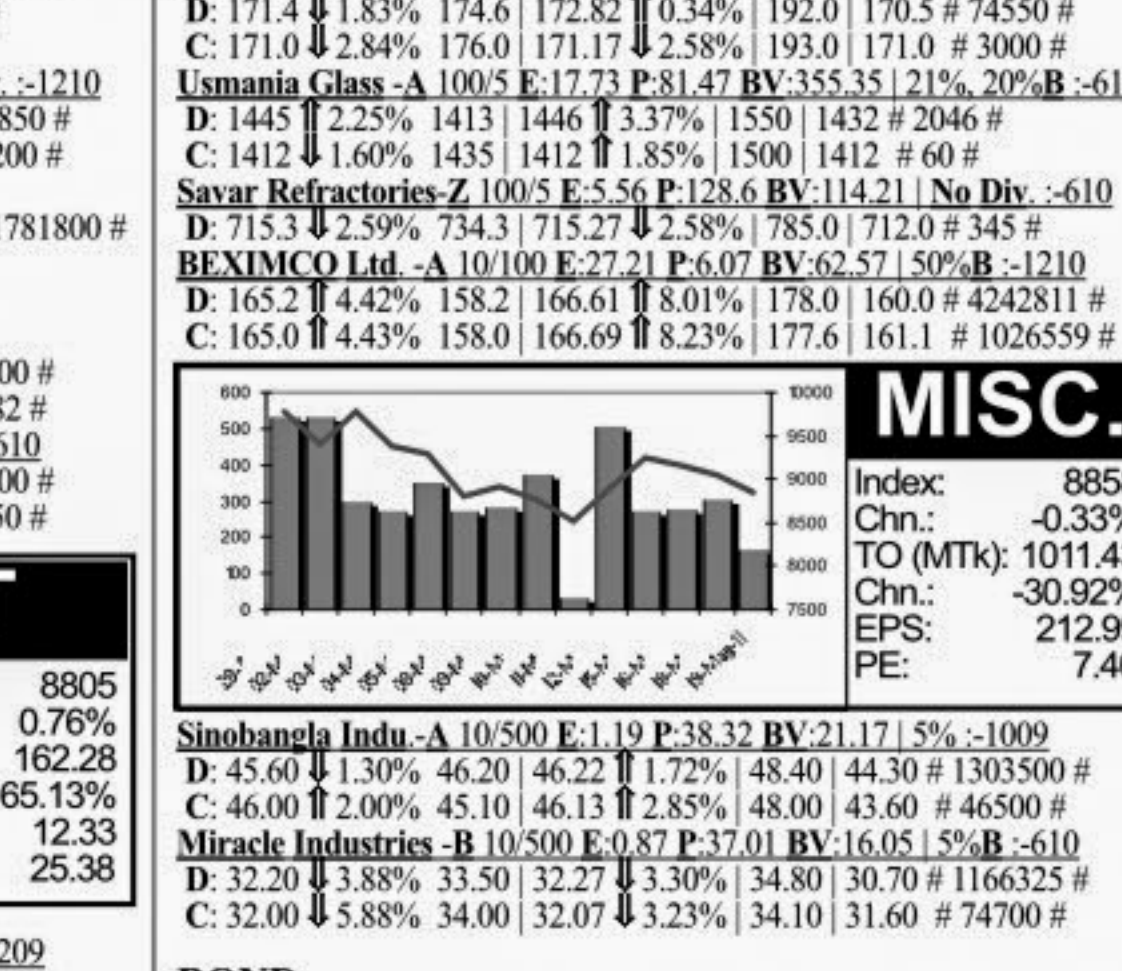 . :-1210
850 #
200 #
1781800 #
00 #
82 #
610
00 #
50 #
8805
0.76%
162.28
65.13%
12.33
25.38
209
D: 171.4 ⇓ 1.83% 174.6 | 172.82 ⇑ 0.34% | 192.0 | 170.5 # 74550 #
C: 171.0 ⇓ 2.84% 176.0 | 171.17 ⇓ 2.58% | 193.0 | 171.0 # 3000 #
Usmania Glass -A 100/5 E:17.73 P:81.47 BV:355.35 | 21%, 20%B :-61
D: 1445 ⇑ 2.25% 1413 | 1446 ⇑ 3.37% | 1550 | 1432 # 2046 #
C: 1412 ⇓ 1.60% 1435 | 1412 ⇑ 1.85% | 1500 | 1412 # 60 #
Savar Refractories-Z 100/5 E:5.56 P:128.6 BV:114.21 | No Div. :-610
D: 715.3 ⇓ 2.59% 734.3 | 715.27 ⇓ 2.58% | 785.0 | 712.0 # 345 #
BEXIMCO Ltd. -A 10/100 E:27.21 P:6.07 BV:62.57 | 50%B :-1210
D: 165.2 ⇑ 4.42% 158.2 | 166.61 ⇑ 8.01% | 178.0 | 160.0 # 4242811 #
C: 165.0 ⇑ 4.43% 158.0 | 166.69 ⇑ 8.23% | 177.6 | 161.1 # 1026559 #
600 10000
500 9500
400 9000
300 8500
200 8000
100 7500
0
MISC.
Index: 885
Chn.: -0.33%
TO (MTk): 1011.4
Chn.: -30.92%
EPS: 212.9
PE: 7.4
Sinobangla Indu.-A 10/500 E:1.19 P:38.32 BV:21.17 | 5% :-1009
D: 45.60 ⇓ 1.30% 46.20 | 46.22 ⇑ 1.72% | 48.40 | 44.30 # 1303500 #
C: 46.00 ⇑ 2.00% 45.10 | 46.13 ⇑ 2.85% | 48.00 | 43.60 # 46500 #
Miracle Industries -B 10/500 E:0.87 P:37.01 BV:16.05 | 5%B :-610
D: 32.20 ⇓ 3.88% 33.50 | 32.27 ⇓ 3.30% | 34.80 | 30.70 # 1166325 #
C: 32.00 ⇓ 5.88% 34.00 | 32.07 ⇓ 3.23% | 34.10 | 31.60 # 74700 #